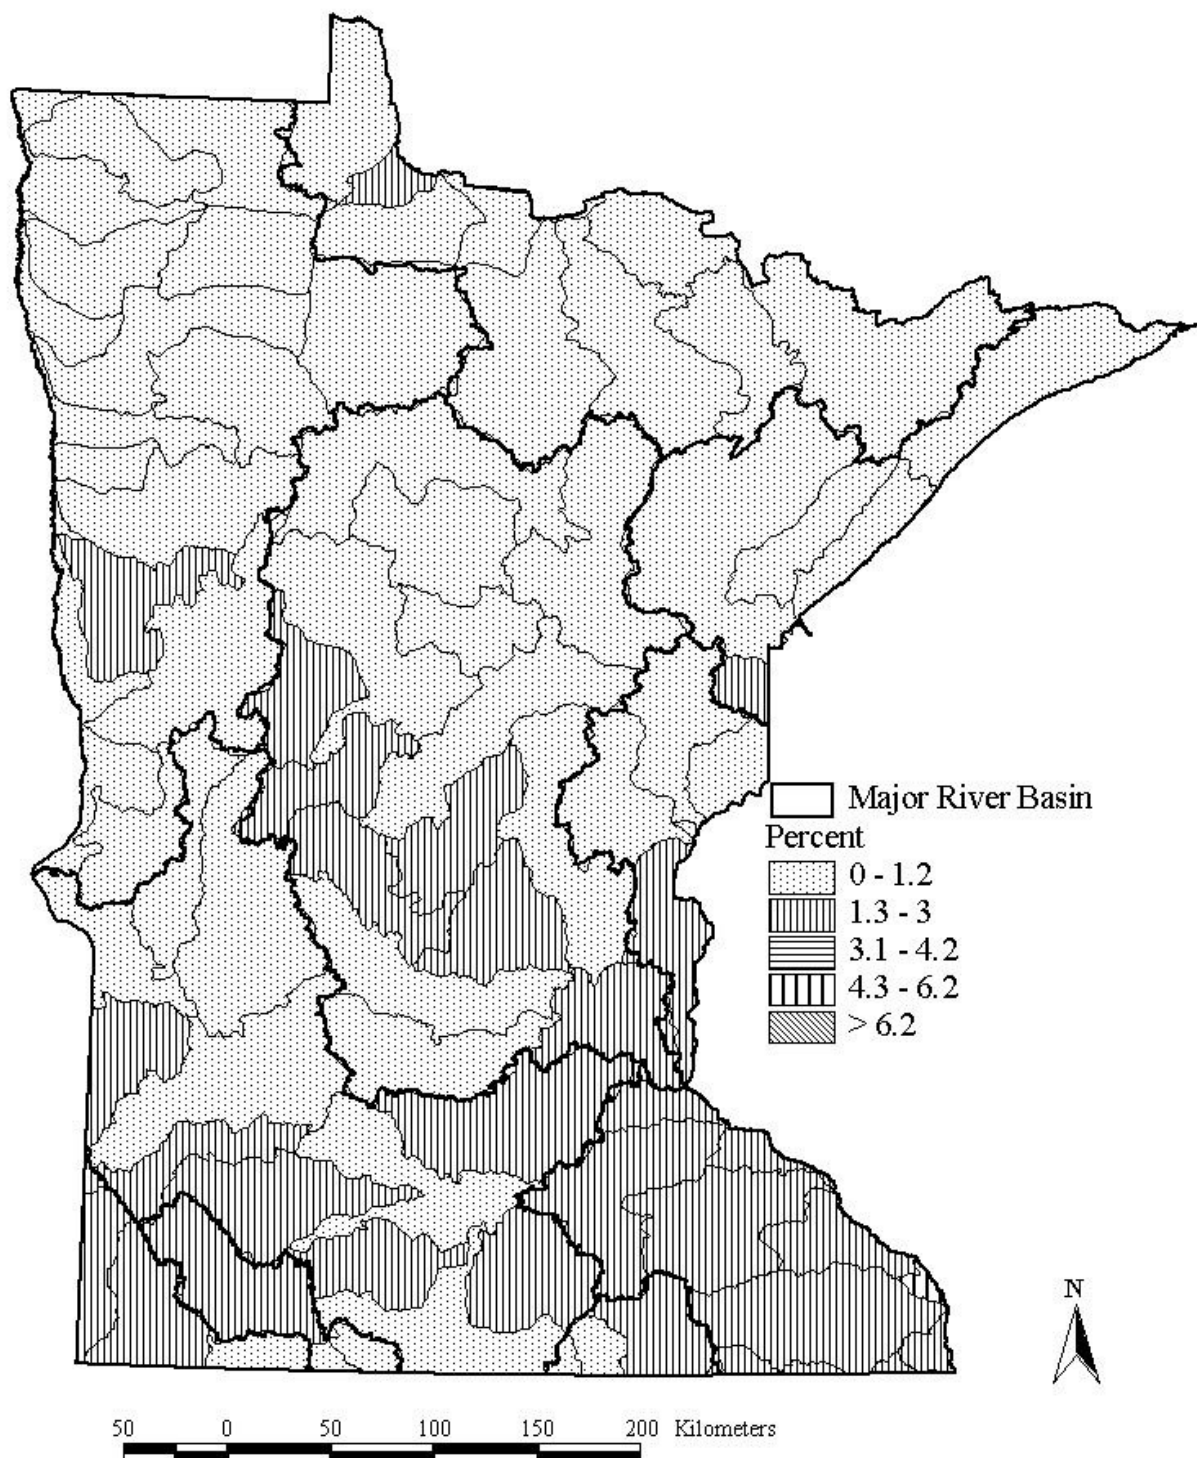 Major River Basin
Percent
0 - 1.2
1.3 - 3
3.1 - 4.2
4.3 - 6.2
> 6.2
N
50 0 50 100 150 200 Kilometers